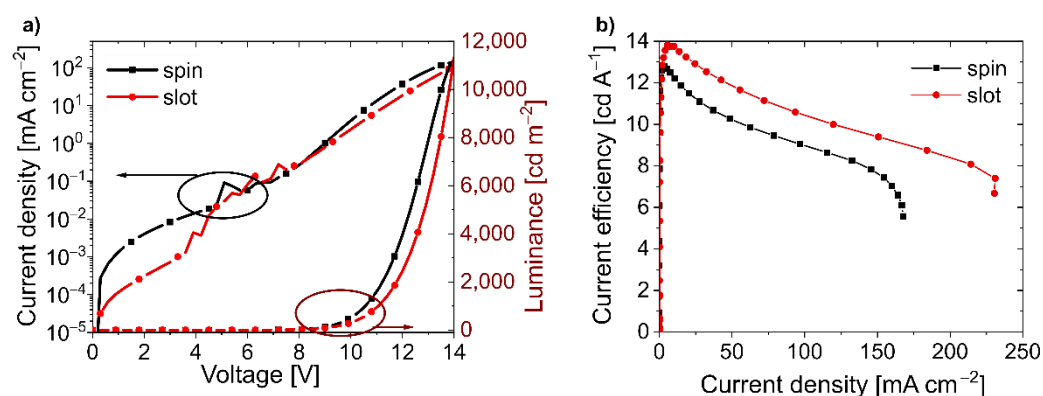 a)
Current density [mA cm⁻²]
10²
10¹
10⁰
10⁻¹
10⁻²
10⁻³
10⁻⁴
10⁻⁵
spin
slot
0 2 4 6 8 10 12 14
Voltage [V]
12,000
10,000
8,000
6,000
4,000
2,000
0
Luminance [cd m⁻²]
b)
Current efficiency [cd A⁻¹]
14
12
10
8
6
4
2
0
spin
slot
0 50 100 150 200 250
Current density [mA cm⁻²]